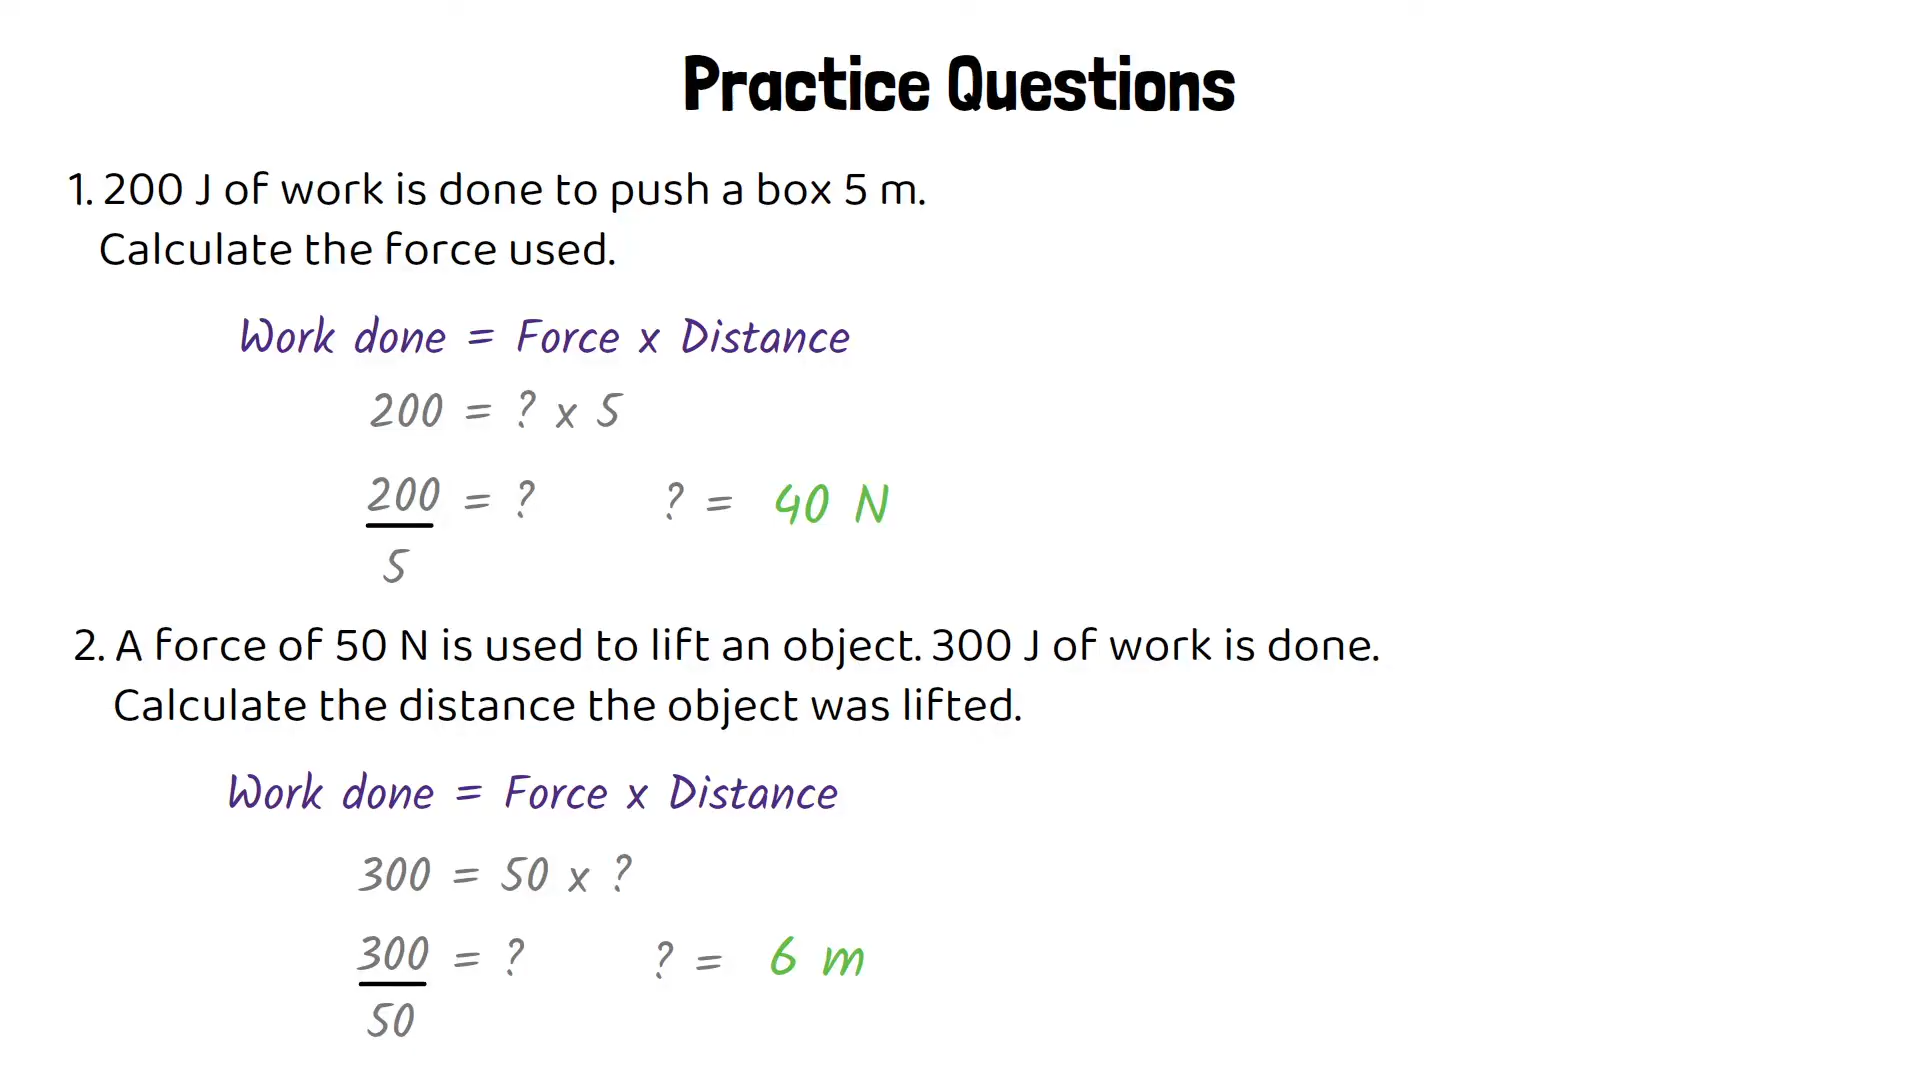 Practice Questions
1. 200 J of work is done to push a box 5 m.
Calculate the force used.
Work done = Force x Distance
200 = ? x 5
200 = ? ? = 40 N
5
2. A force of 50 N is used to lift an object. 300 J of work is done.
Calculate the distance the object was lifted.
Work done = Force x Distance
300 = 50 x ?
300 = ? ? = 6 m
50